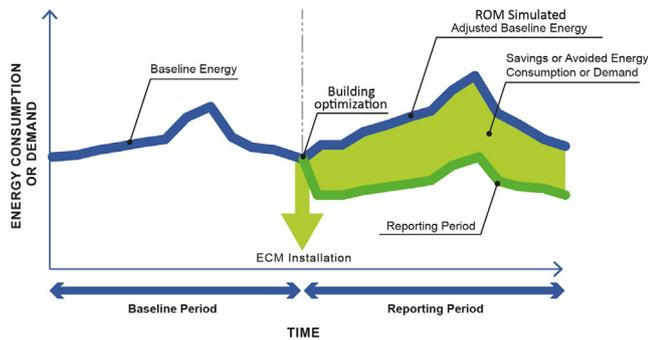 ENERGY CONSUMPTION
OR DEMAND
Baseline Energy
Building
optimization
ROM Simulated
Adjusted Baseline Energy
Savings or Avoided Energy
Consumption or Demand
Reporting Period
ECM Installation
Baseline Period
Reporting Period
TIME